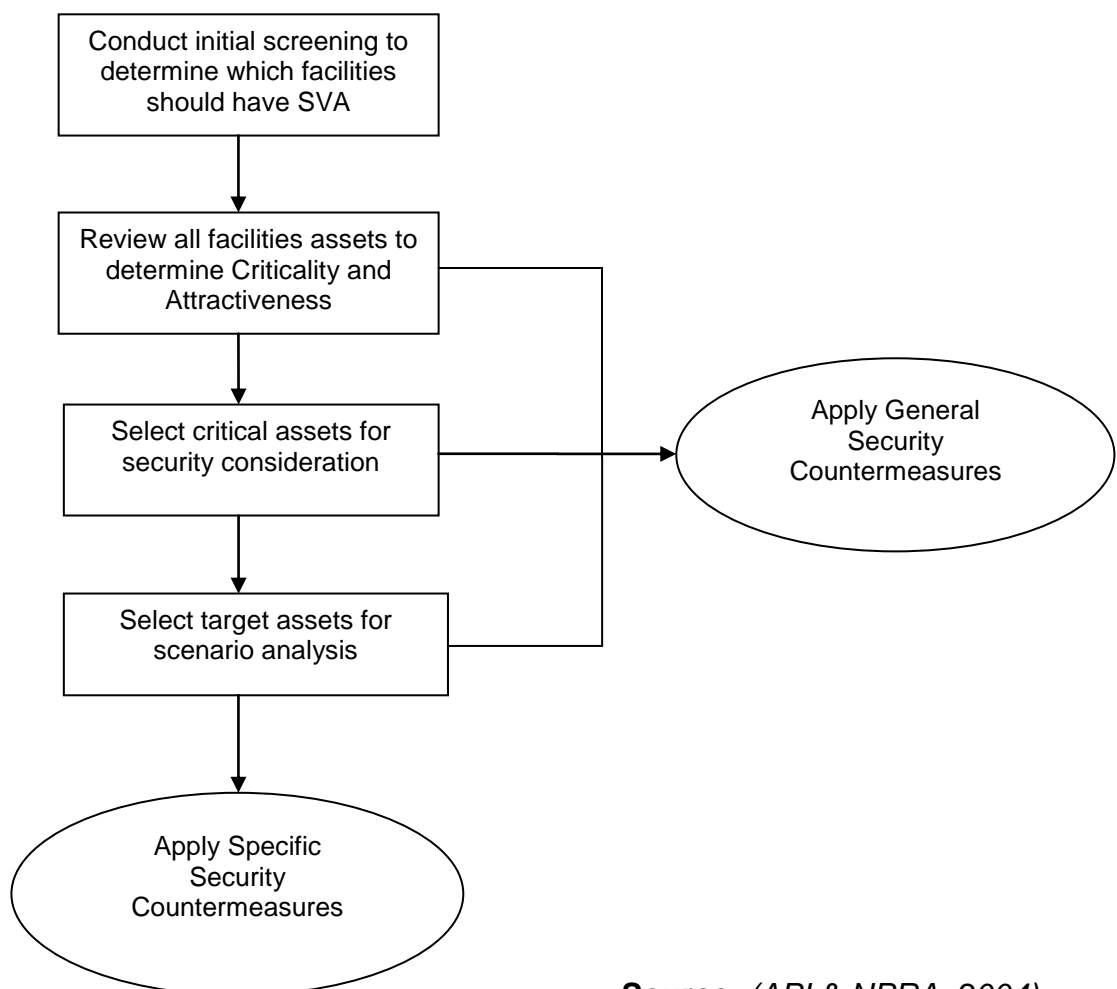 Conduct initial screening to
determine which facilities
should have SVA
Review all facilities assets to
determine Criticality and
Attractiveness
Select critical assets for
security consideration
Apply General
Security
Countermeasures
Select target assets for
scenario analysis
Apply Specific
Security
Countermeasures
Source (API & NPRA, 2004)